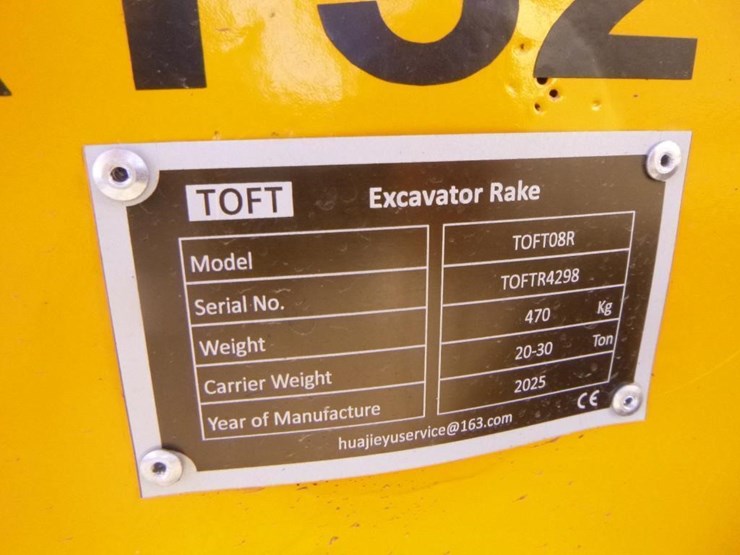 TOFT Excavator Rake
Model TOFT08R
Serial No. TOFTR4298
Weight 470 Kg
Carrier Weight 20-30 Ton
Year of Manufacture 2025
huajieyuservice@163.com CE